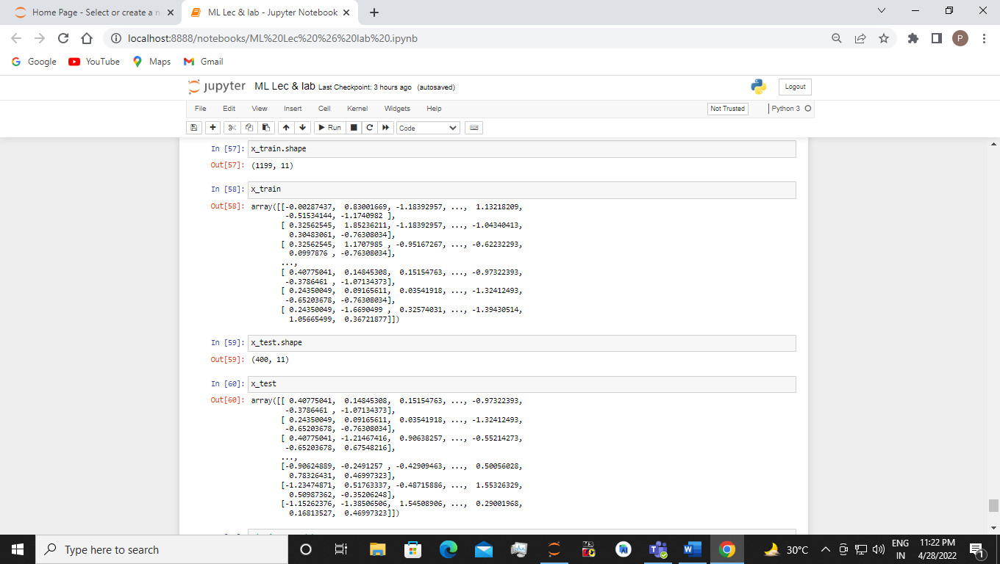 Home Page - Select or create a n
ML Lec & lab - Jupyter Notebook
localhost:8888/notebooks/ML%20Lec%20%26%20lab%20.ipynb
P
Google YouTube Maps Gmail
jupyter ML Lec & lab Last Checkpoint: 3 hours ago (autosaved)
Logout
File Edit View Insert Cell Kernel Widgets Help
Not Trusted
Python 3
Run
Code
In [57]: x_train.shape
Out[57]: (1199, 11)
In [58]: x_train
Out[58]: array([[-0.00287437,  0.83001669, -1.18392957, ...,  1.13218209,
-0.51534144, -1.1740982 ],
[ 0.32562545,  1.85236211, -1.18392957, ..., -1.04340413,
0.30483061, -0.76308034],
[ 0.32562545,  1.1707985 , -0.95167267, ..., -0.62232293,
0.0997876 , -0.76308034],
...,
[ 0.40775041,  0.14845308,  0.15154763, ..., -0.97322393,
-0.3786461 , -1.07134373],
[ 0.24350049,  0.09165611,  0.03541918, ..., -1.32412493,
-0.65203678, -0.76308034],
[ 0.24350049, -1.6690499 ,  0.32574031, ..., -1.39430514,
1.05665499,  0.36721877]])
In [59]: x_test.shape
Out[59]: (400, 11)
In [60]: x_test
Out[60]: array([[ 0.40775041,  0.14845308,  0.15154763, ..., -0.97322393,
-0.3786461 , -1.07134373],
[ 0.24350049,  0.09165611,  0.03541918, ..., -1.32412493,
-0.65203678, -0.76308034],
[ 0.40775041, -1.21467416,  0.90638257, ..., -0.55214273,
-0.65203678,  0.67548216],
...,
[-0.90624889, -0.2491257 , -0.42909463, ...,  0.50056028,
0.78326431,  0.46997323],
[-1.23474871,  0.51763337, -0.48715886, ...,  1.55326329,
0.50987362, -0.35206248],
[-1.15262376, -1.38506506,  1.54508906, ...,  0.29001968,
0.16813527,  0.46997323]])
Type here to search
30°C
ENG
IN
11:22 PM
4/28/2022
1